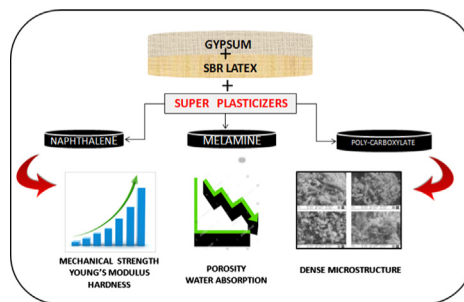 GYPSUM
+
SBR LATEX
+
SUPER PLASTICIZERS
NAPHTHALENE
MELAMINE
POLY-CARBOXYLATE
MECHANICAL STRENGTH
YOUNG'S MODULUS
HARDNESS
POROSITY
WATER ABSORPTION
DENSE MICROSTRUCTURE